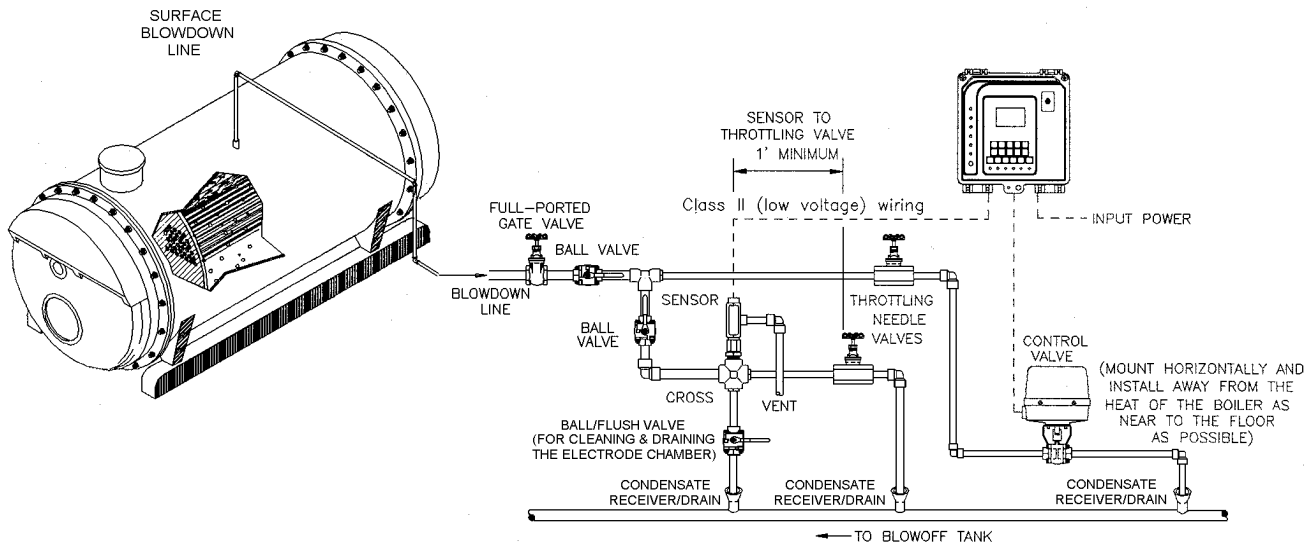 SURFACE
BLOWDOWN
LINE
SENSOR TO
THROTTLING VALVE
1' MINIMUM
Class II (low voltage) wiring
INPUT POWER
FULL-PORTED
GATE VALVE
BALL VALVE
BLOWDOWN
LINE
SENSOR
THROTTLING
NEEDLE
VALVES
BALL
VALVE
CONTROL
VALVE
(MOUNT HORIZONTALLY AND
INSTALL AWAY FROM THE
HEAT OF THE BOILER AS
NEAR TO THE FLOOR
AS POSSIBLE)
CROSS
VENT
BALL/FLUSH VALVE
(FOR CLEANING & DRAINING
THE ELECTRODE CHAMBER)
CONDENSATE
RECEIVER/DRAIN
CONDENSATE
RECEIVER/DRAIN
CONDENSATE
RECEIVER/DRAIN
TO BLOWOFF TANK